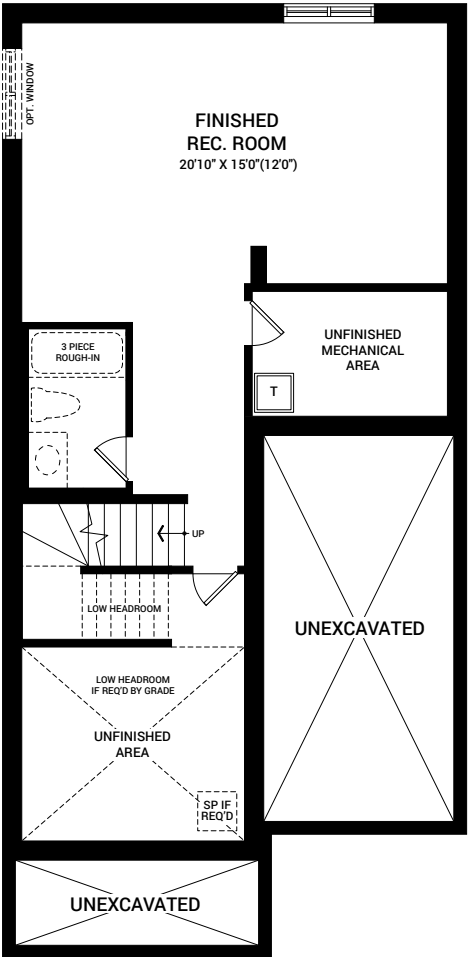 OPT. WINDOW
FINISHED
REC. ROOM
20'10" X 15'0"(12'0")
3 PIECE
ROUGH-IN
UNFINISHED
MECHANICAL
AREA
T
UP
LOW HEADROOM
UNEXCAVATED
LOW HEADROOM
IF REQ'D BY GRADE
UNFINISHED
AREA
SP IF
REQ'D
UNEXCAVATED